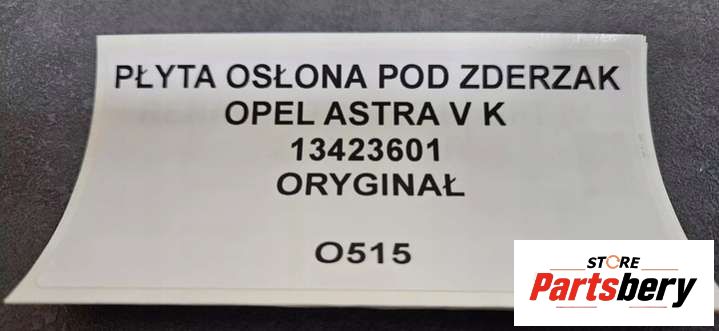 PŁYTA OSŁONA POD ZDERZAK
OPEL ASTRA V K
13423601
ORYGINAŁ
O515
STORE
Partsbery